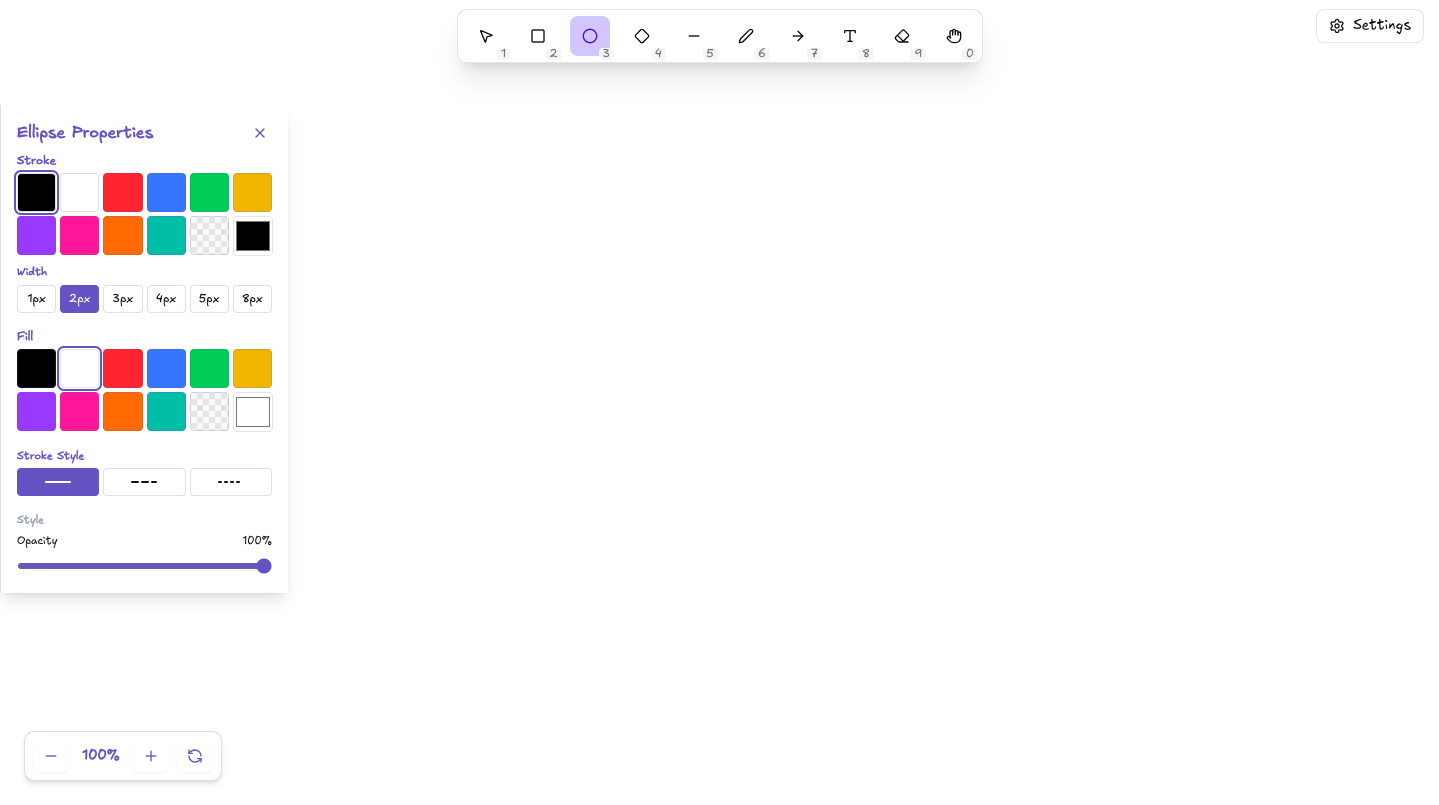 1 2 3 4 5 6 7 8 9 0
Settings
Ellipse Properties
Stroke
Width
1px 2px 3px 4px 5px 8px
Fill
Stroke Style
Style
Opacity 100%
100%